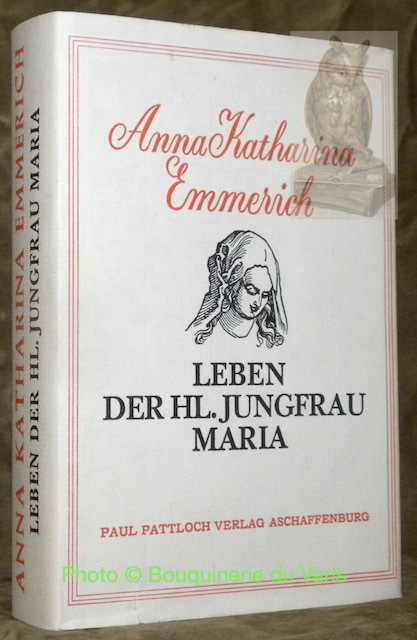 ANNA KATHARINA EMMERICH
LEBEN DER HL. JUNGFRAU MARIA
Anna Katharina
Emmerich
LEBEN
DER HL. JUNGFRAU
MARIA
PAUL PATTLOCH VERLAG ASCHAFFENBURG
Photo © Bouquinerie du Varis